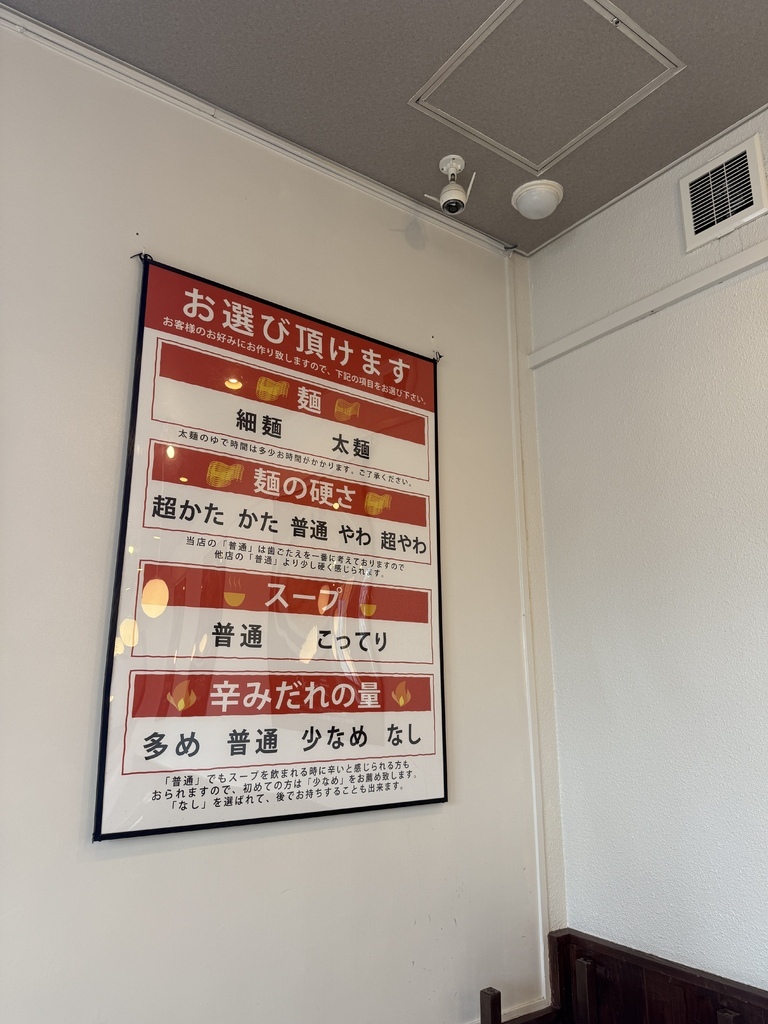 お選び頂けます
お客様のお好みにお作り致しますので、下記の項目をお選び下さい。
麺
細麺 太麺
太麺のゆで時間は多少お時間がかかります。ご了承ください。
麺の硬さ
超かた かた 普通 やわ 超やわ
当店の「普通」は歯ごたえを一番に考えておりますので
他店の「普通」より少し硬く感じられます。
スープ
普通 こってり
辛みだれの量
多め 普通 少なめ なし
「普通」でもスープを飲まれる時に辛いと感じられる方も
おられますので、初めての方は「少なめ」をお薦め致します。
「なし」を選ばれて、後でお持ちすることも出来ます。